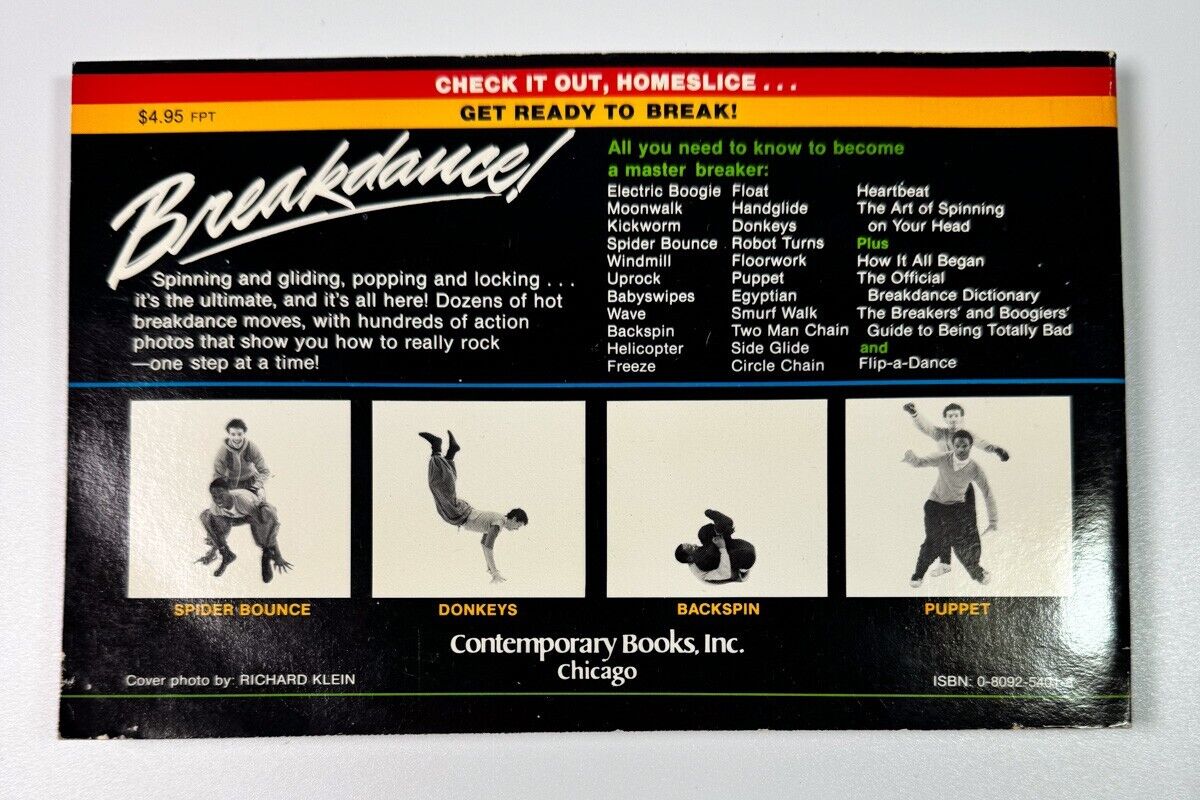 CHECK IT OUT, HOMESLICE . . .
$4.95 FPT
GET READY TO BREAK!
Breakdance!
Spinning and gliding, popping and locking . . .
it's the ultimate, and it's all here! Dozens of hot
breakdance moves, with hundreds of action
photos that show you how to really rock
—one step at a time!
All you need to know to become
a master breaker:
Electric Boogie
Moonwalk
Kickworm
Spider Bounce
Windmill
Uprock
Babyswipes
Wave
Backspin
Helicopter
Freeze
Float
Handglide
Donkeys
Robot Turns
Floorwork
Puppet
Egyptian
Smurf Walk
Two Man Chain
Side Glide
Circle Chain
Heartbeat
The Art of Spinning
on Your Head
Plus
How It All Began
The Official
Breakdance Dictionary
The Breakers' and Boogiers'
Guide to Being Totally Bad
and
Flip-a-Dance
SPIDER BOUNCE
DONKEYS
BACKSPIN
PUPPET
Contemporary Books, Inc.
Chicago
Cover photo by: RICHARD KLEIN
ISBN: